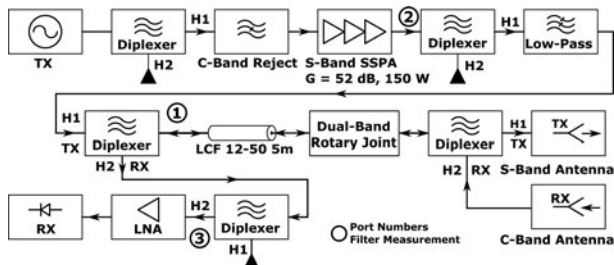 H1
2
H1
Diplexer
H2
TX
C-Band Reject
S-Band SSPA
G = 52 dB, 150 W
Diplexer
H2
Low-Pass
H1
TX
Diplexer
H2 RX
1
LCF 12-50 5m
Dual-Band
Rotary Joint
Diplexer
H1
TX
H2 RX
TX
S-Band Antenna
RX
C-Band Antenna
RX
LNA
H2
3
Diplexer
H1
Port Numbers
Filter Measurement